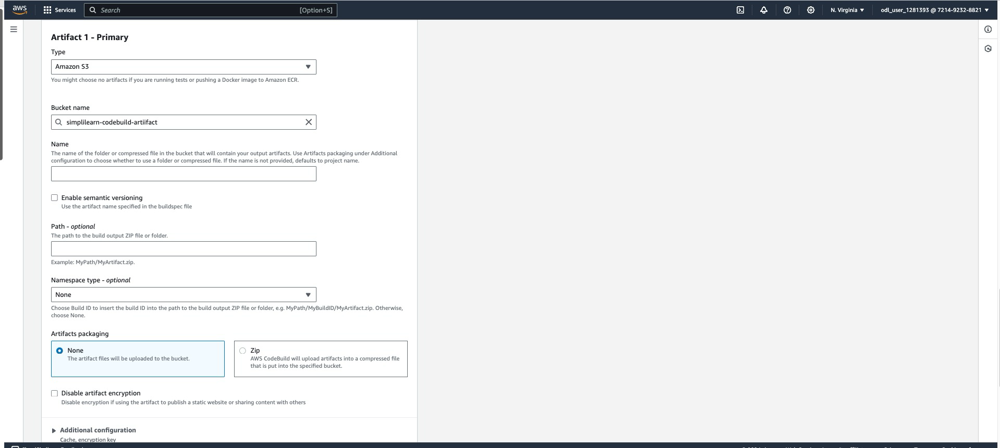 aws
Services
Search
[Option+S]
N. Virginia
odl_user_1281393 @ 7214-9232-8821
Artifact 1 - Primary
Type
Amazon S3
You might choose no artifacts if you are running tests or pushing a Docker image to Amazon ECR.
Bucket name
simplilearn-codebuild-artiifact
Name
The name of the folder or compressed file in the bucket that will contain your output artifacts. Use Artifacts packaging under Additional
configuration to choose whether to use a folder or compressed file. If the name is not provided, defaults to project name.
Enable semantic versioning
Use the artifact name specified in the buildspec file
Path - optional
The path to the build output ZIP file or folder.
Example: MyPath/MyArtifact.zip.
Namespace type - optional
None
Choose Build ID to insert the build ID into the path to the build output ZIP file or folder, e.g. MyPath/MyBuildID/MyArtifact.zip. Otherwise,
choose None.
Artifacts packaging
None
The artifact files will be uploaded to the bucket.
Zip
AWS CodeBuild will upload artifacts into a compressed file
that is put into the specified bucket.
Disable artifact encryption
Disable encryption if using the artifact to publish a static website or sharing content with others
Additional configuration
Cache, encryption key